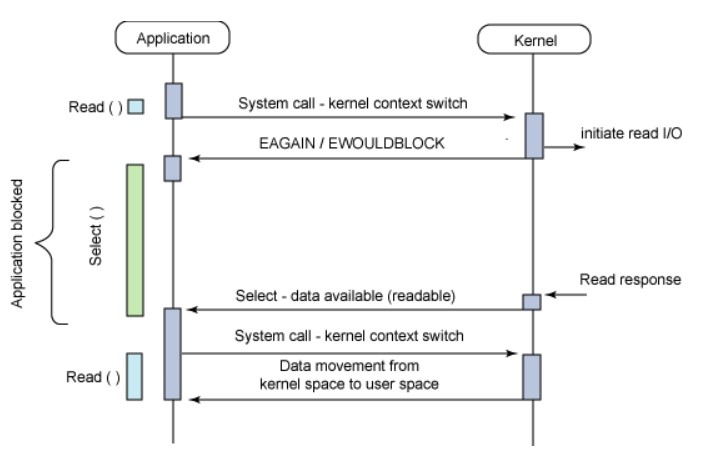 Application
Kernel
Read ( )
System call - kernel context switch
initiate read I/O
EAGAIN / EWOULDBLOCK
Application blocked
Select ( )
Read response
Select - data available (readable)
System call - kernel context switch
Read ( )
Data movement from
kernel space to user space